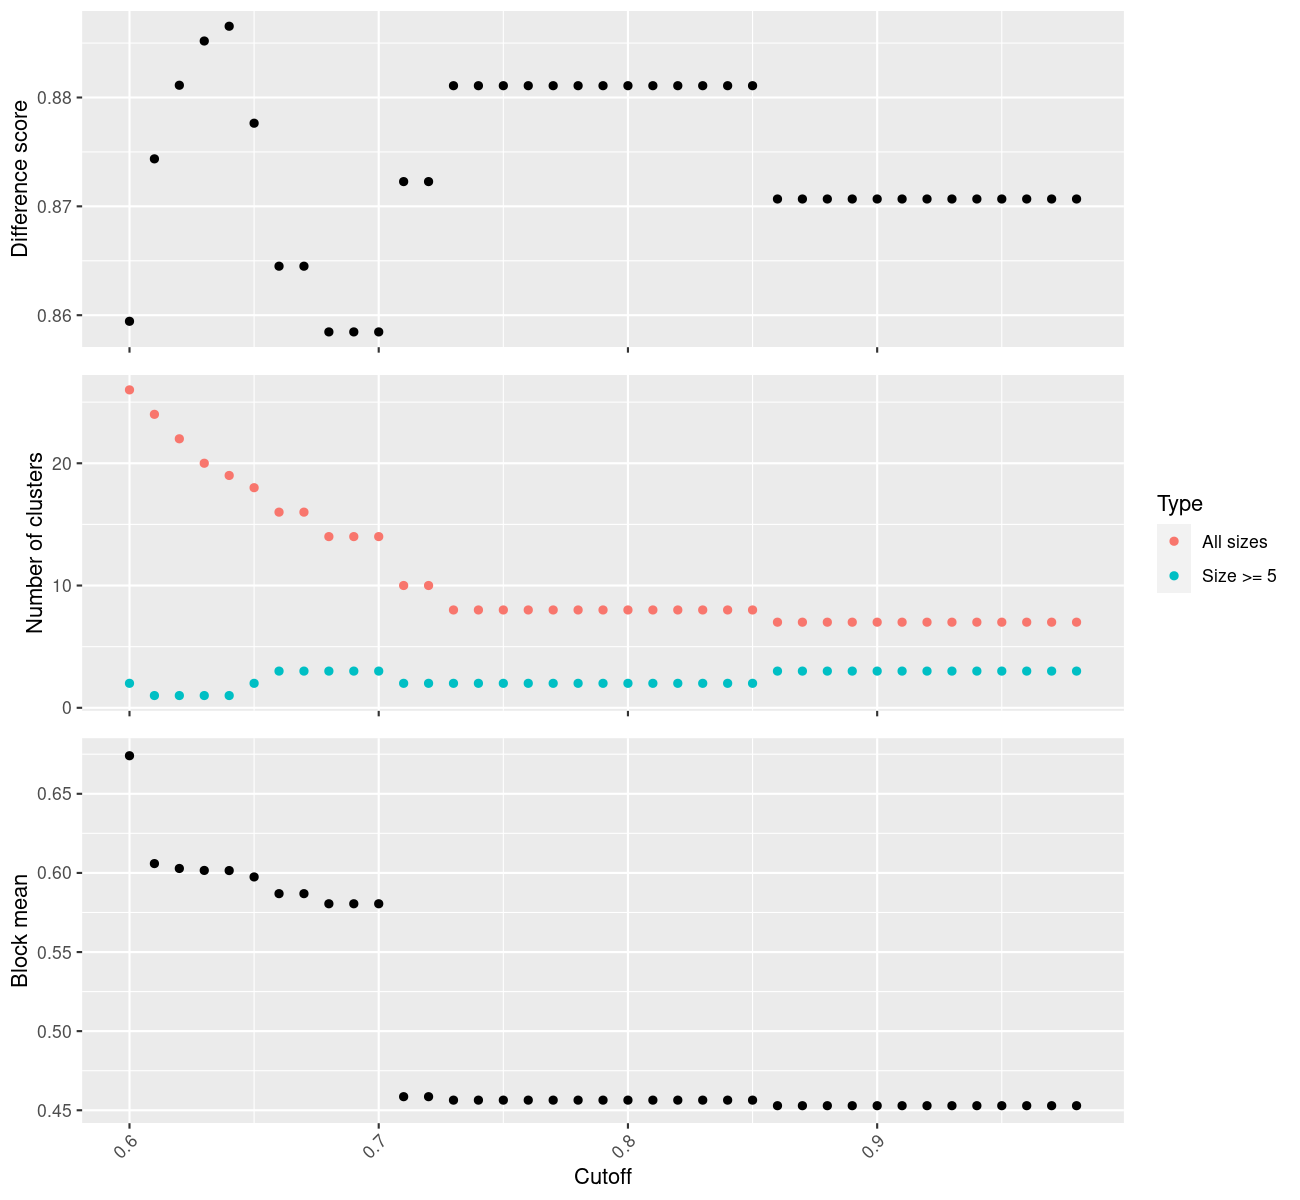 Difference score
0.88
0.87
0.86
Number of clusters
20
10
0
Type
All sizes
Size >= 5
Block mean
0.65
0.60
0.55
0.50
0.45
0.6
0.7
0.8
0.9
Cutoff